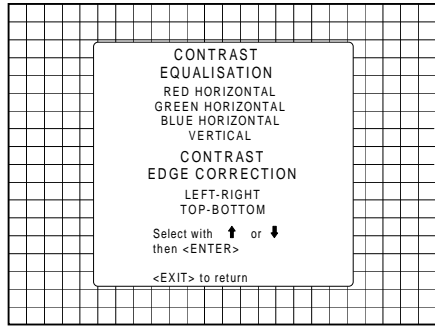 CONTRAST
EQUALISATION
RED HORIZONTAL
GREEN HORIZONTAL
BLUE HORIZONTAL
VERTICAL
CONTRAST
EDGE CORRECTION
LEFT-RIGHT
TOP-BOTTOM
Select with ⬆ or ⬇
then <ENTER>
<EXIT> to return